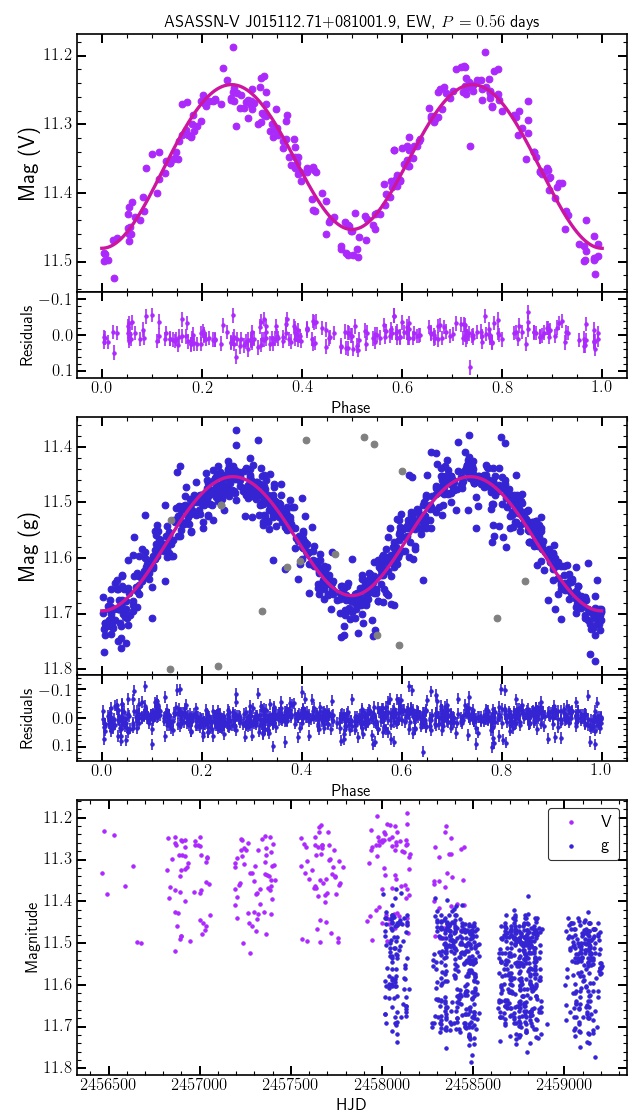 ASASSN-V J015112.71+081001.9, EW, P = 0.56 days
11.2
11.3
11.4
11.5
Mag (V)
−0.1
0.0
0.1
Residuals
0.0 0.2 0.4 0.6 0.8 1.0
Phase
11.4
11.5
11.6
11.7
11.8
Mag (g)
−0.1
0.0
0.1
Residuals
0.0 0.2 0.4 0.6 0.8 1.0
Phase
11.2
11.3
11.4
11.5
11.6
11.7
11.8
Magnitude
V
g
2456500 2457000 2457500 2458000 2458500 2459000
HJD